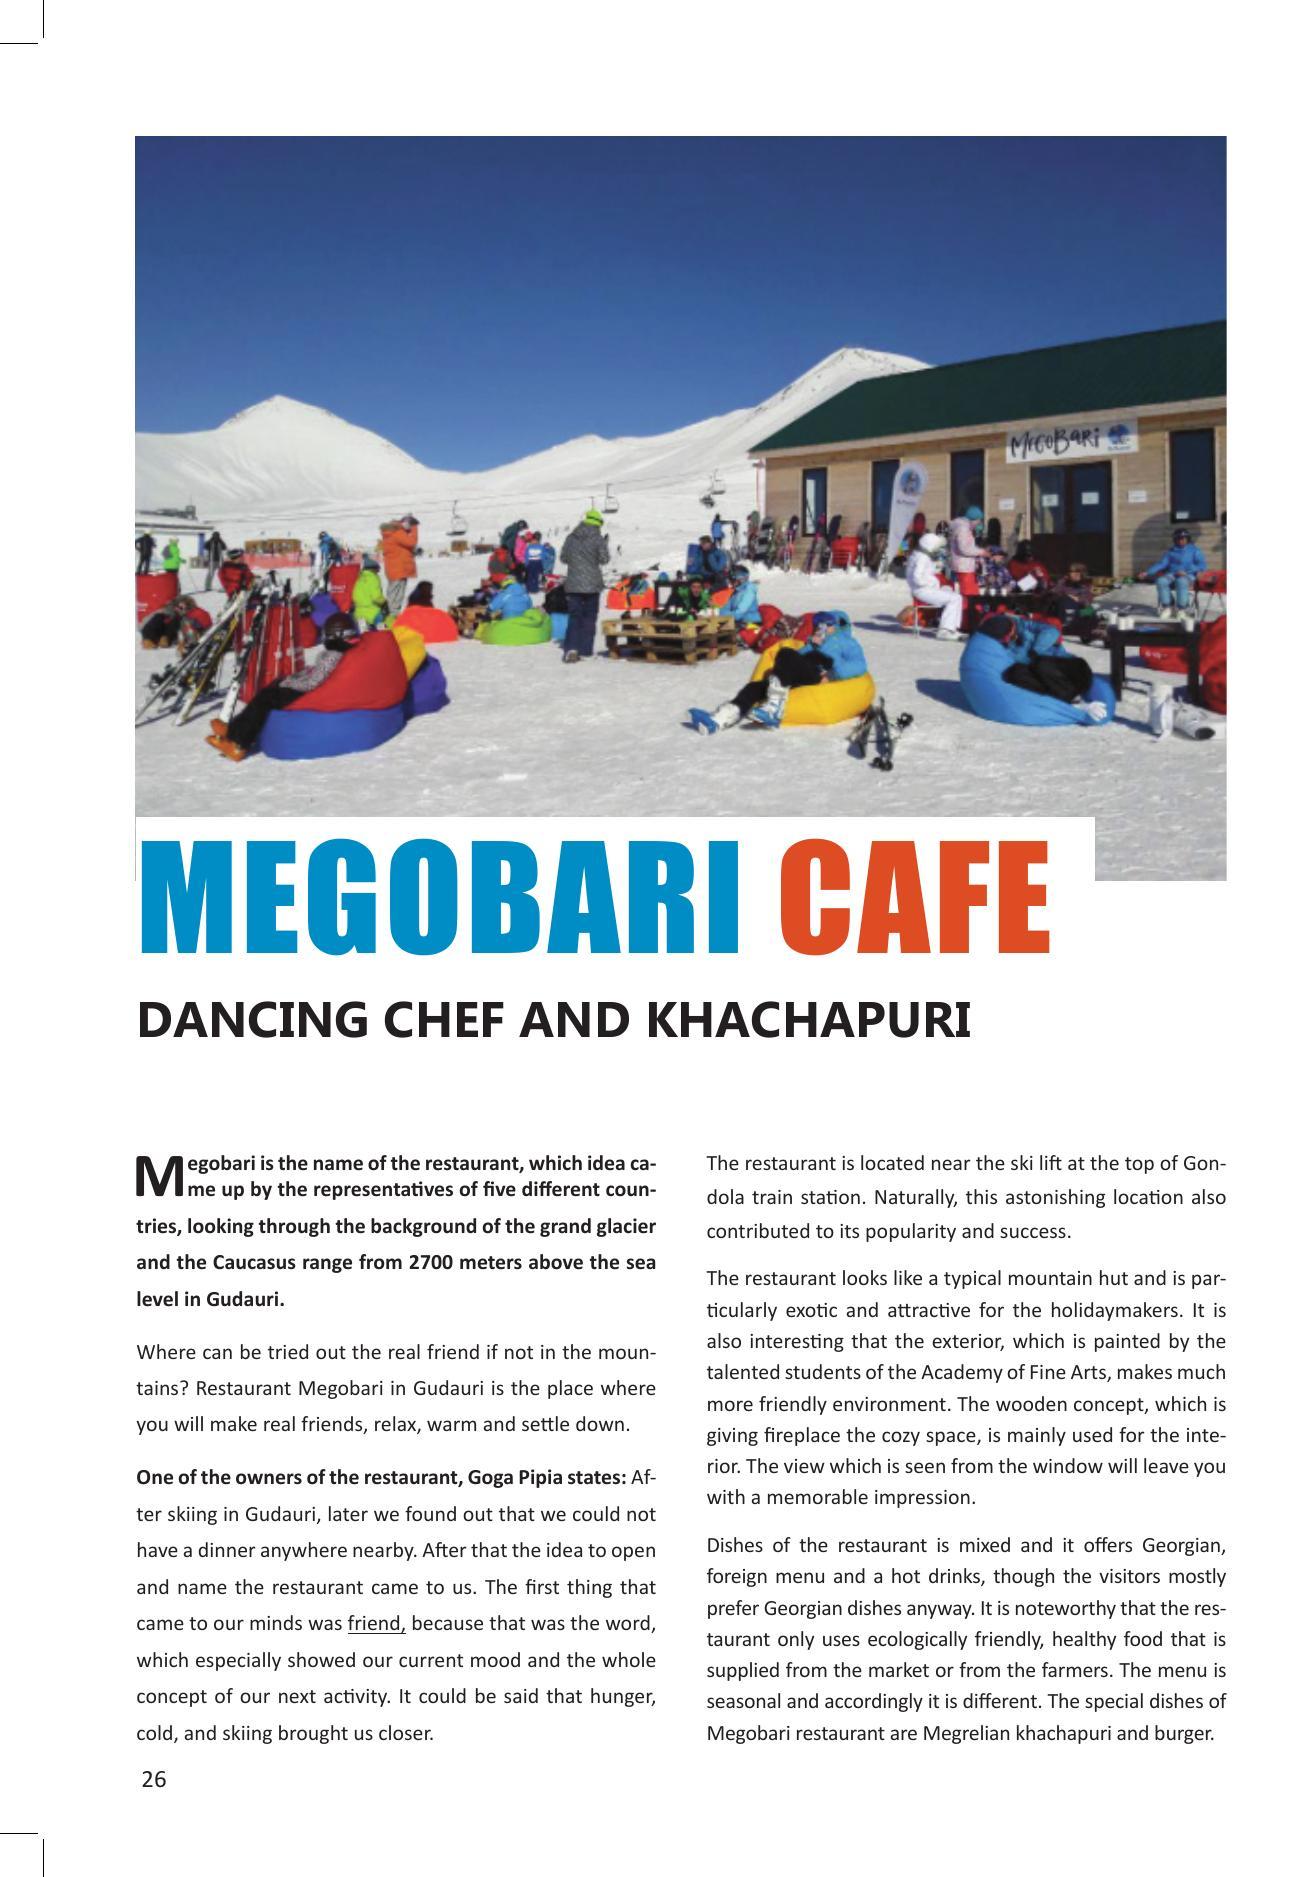 MeGoBaRi
MEGOBARI CAFE
DANCING CHEF AND KHACHAPURI
Megobari is the name of the restaurant, which idea ca-
me up by the representatives of five different coun-
tries, looking through the background of the grand glacier
and the Caucasus range from 2700 meters above the sea
level in Gudauri.
Where can be tried out the real friend if not in the moun-
tains? Restaurant Megobari in Gudauri is the place where
you will make real friends, relax, warm and settle down.
One of the owners of the restaurant, Goga Pipia states: Af-
ter skiing in Gudauri, later we found out that we could not
have a dinner anywhere nearby. After that the idea to open
and name the restaurant came to us. The first thing that
came to our minds was friend, because that was the word,
which especially showed our current mood and the whole
concept of our next activity. It could be said that hunger,
cold, and skiing brought us closer.
The restaurant is located near the ski lift at the top of Gon-
dola train station. Naturally, this astonishing location also
contributed to its popularity and success.
The restaurant looks like a typical mountain hut and is par-
ticularly exotic and attractive for the holidaymakers. It is
also interesting that the exterior, which is painted by the
talented students of the Academy of Fine Arts, makes much
more friendly environment. The wooden concept, which is
giving fireplace the cozy space, is mainly used for the inte-
rior. The view which is seen from the window will leave you
with a memorable impression.
Dishes of the restaurant is mixed and it offers Georgian,
foreign menu and a hot drinks, though the visitors mostly
prefer Georgian dishes anyway. It is noteworthy that the res-
taurant only uses ecologically friendly, healthy food that is
supplied from the market or from the farmers. The menu is
seasonal and accordingly it is different. The special dishes of
Megobari restaurant are Megrelian khachapuri and burger.
26